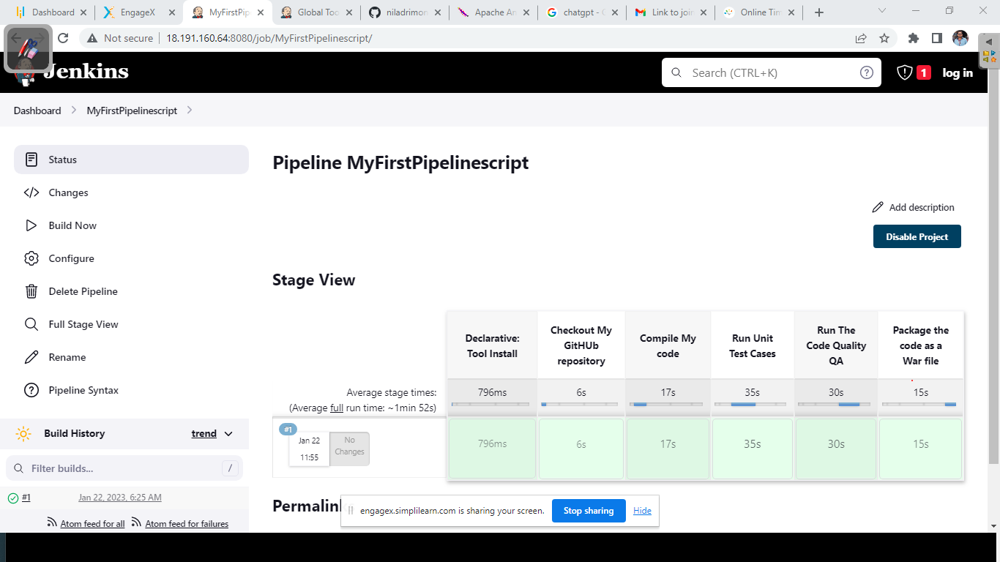 Dashboard
EngageX
MyFirstPip
Global Too
niladrimon
Apache An
chatgpt - G
Link to join
Online Tim
Not secure
18.191.160.64:8080/job/MyFirstPipelinescript/
Jenkins
Search (CTRL+K)
1
log in
Dashboard
MyFirstPipelinescript
Status
Changes
Build Now
Configure
Delete Pipeline
Full Stage View
Rename
Pipeline Syntax
Build History
trend
Filter builds...
/
#1
Jan 22, 2023, 6:25 AM
Atom feed for all
Atom feed for failures
Pipeline MyFirstPipelinescript
Add description
Disable Project
Stage View
Declarative:
Tool Install
Checkout My
GitHUb
repository
Compile My
code
Run Unit
Test Cases
Run The
Code Quality
QA
Package the
code as a
War file
Average stage times:
(Average full run time: ~1min 52s)
796ms
6s
17s
35s
30s
15s
#1
Jan 22
11:55
No
Changes
796ms
6s
17s
35s
30s
15s
Permalin
engagex.simplilearn.com is sharing your screen.
Stop sharing
Hide